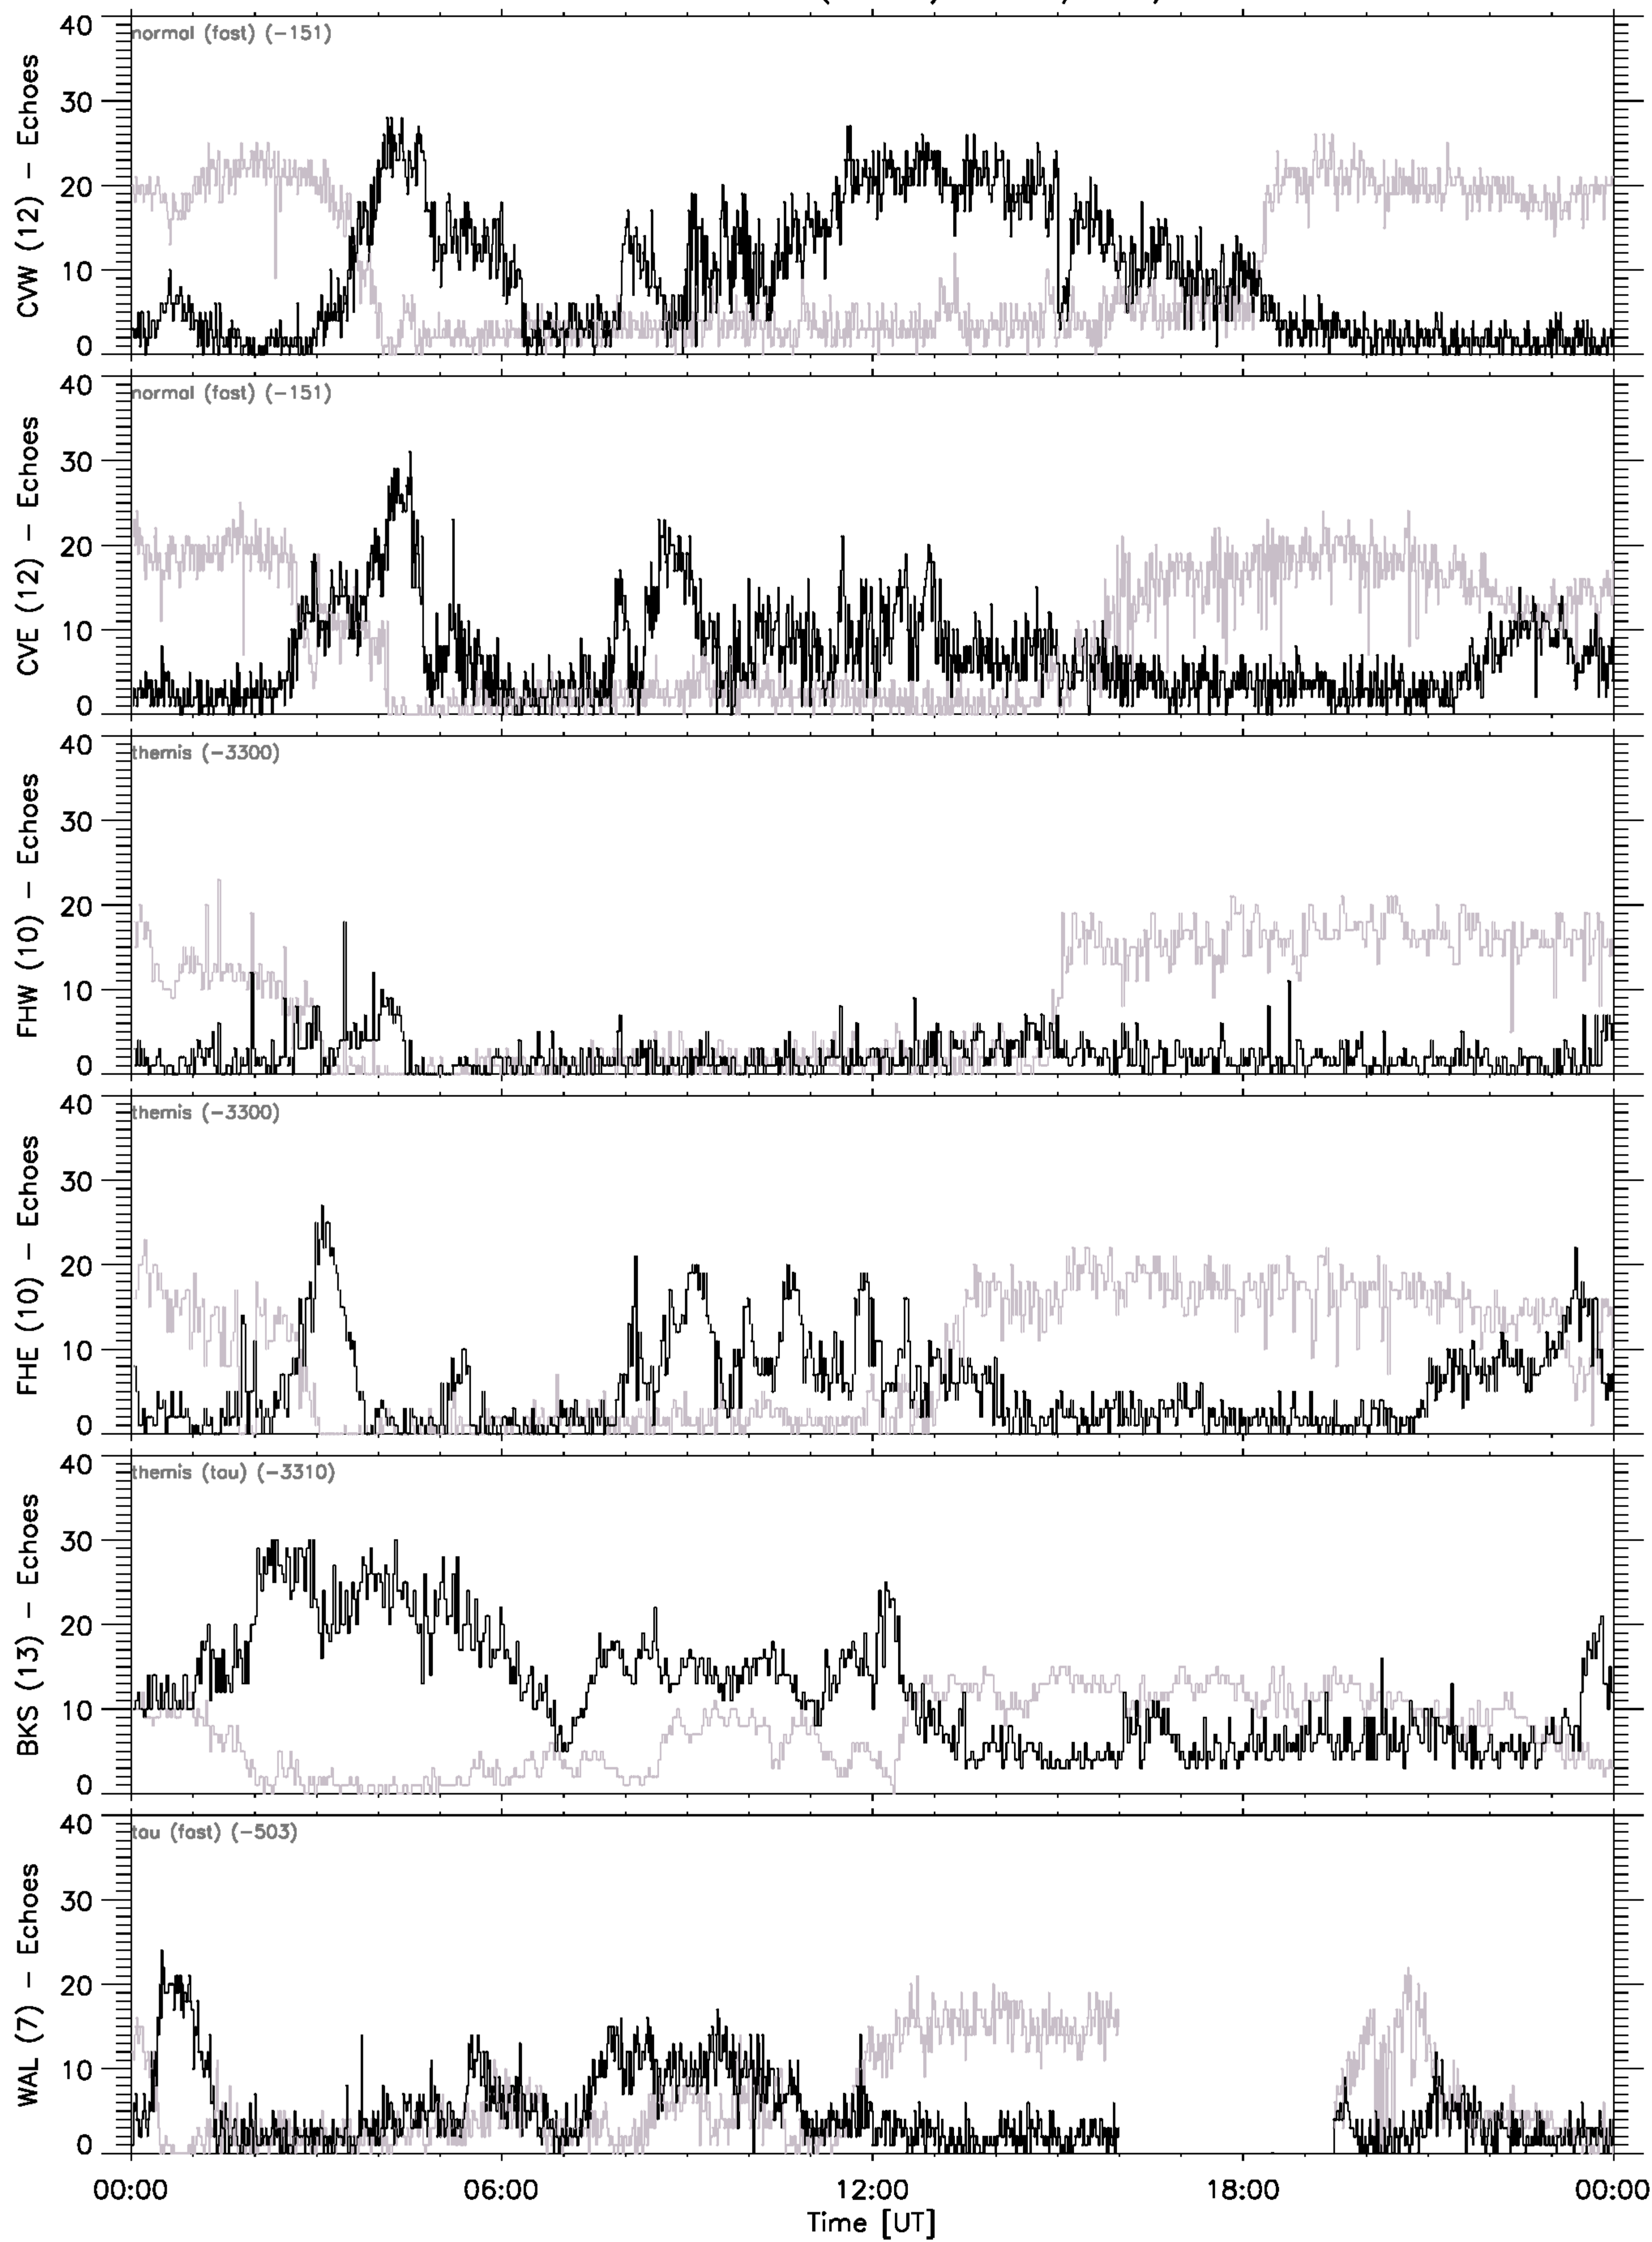 40
normal (fast) (-151)
30
20
10
0
CVW (12) - Echoes
40
normal (fast) (-151)
30
20
10
0
CVE (12) - Echoes
40
themis (-3300)
30
20
10
0
FHW (10) - Echoes
40
themis (-3300)
30
20
10
0
FHE (10) - Echoes
40
themis (tau) (-3310)
30
20
10
0
BKS (13) - Echoes
40
tau (fast) (-503)
30
20
10
0
WAL (7) - Echoes
00:00 06:00 12:00 18:00 00:00
Time [UT]